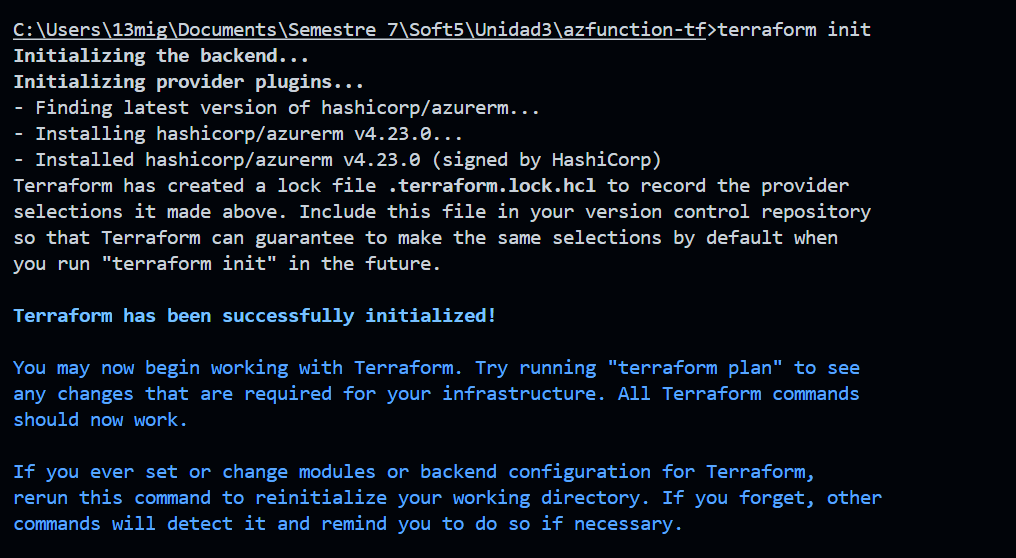 C:\Users\13mig\Documents\Semestre 7\Soft5\Unidad3\azfunction-tf>terraform init
Initializing the backend...
Initializing provider plugins...
- Finding latest version of hashicorp/azurerm...
- Installing hashicorp/azurerm v4.23.0...
- Installed hashicorp/azurerm v4.23.0 (signed by HashiCorp)
Terraform has created a lock file .terraform.lock.hcl to record the provider
selections it made above. Include this file in your version control repository
so that Terraform can guarantee to make the same selections by default when
you run "terraform init" in the future.
Terraform has been successfully initialized!
You may now begin working with Terraform. Try running "terraform plan" to see
any changes that are required for your infrastructure. All Terraform commands
should now work.
If you ever set or change modules or backend configuration for Terraform,
rerun this command to reinitialize your working directory. If you forget, other
commands will detect it and remind you to do so if necessary.